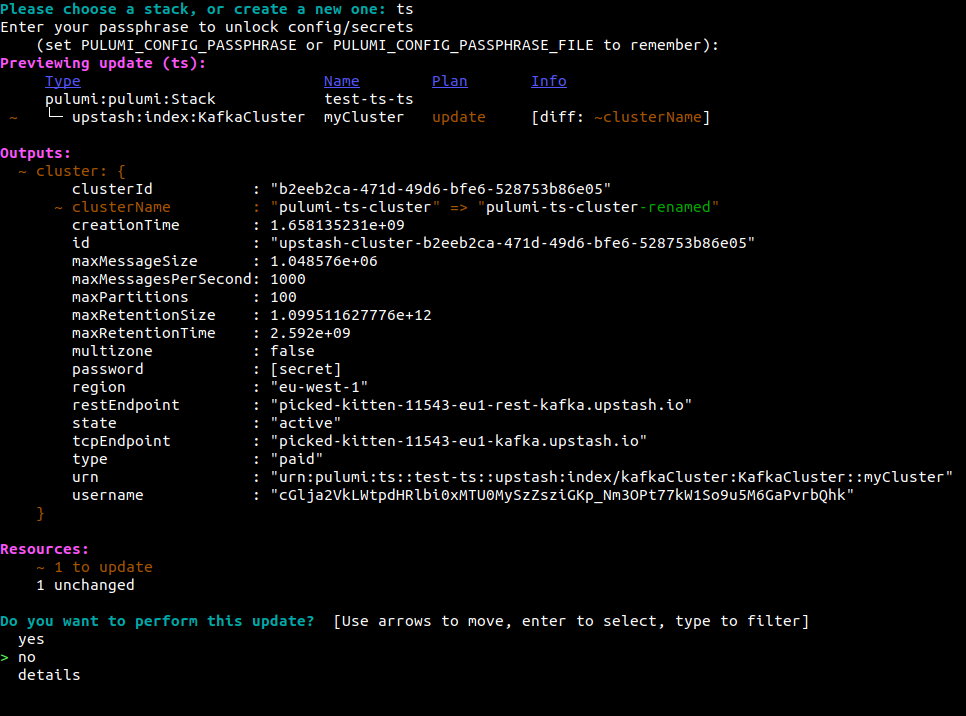 Please choose a stack, or create a new one: ts
Enter your passphrase to unlock config/secrets
    (set PULUMI_CONFIG_PASSPHRASE or PULUMI_CONFIG_PASSPHRASE_FILE to remember):
Previewing update (ts):
     Type                           Name        Plan       Info
     pulumi:pulumi:Stack            test-ts-ts
 ~   └─ upstash:index:KafkaCluster  myCluster   update     [diff: ~clusterName]

Outputs:
  ~ cluster: {
        clusterId           : "b2eeb2ca-471d-49d6-bfe6-528753b86e05"
      ~ clusterName         : "pulumi-ts-cluster" => "pulumi-ts-cluster-renamed"
        creationTime        : 1.658135231e+09
        id                  : "upstash-cluster-b2eeb2ca-471d-49d6-bfe6-528753b86e05"
        maxMessageSize      : 1.048576e+06
        maxMessagesPerSecond: 1000
        maxPartitions       : 100
        maxRetentionSize    : 1.099511627776e+12
        maxRetentionTime    : 2.592e+09
        multizone           : false
        password            : [secret]
        region              : "eu-west-1"
        restEndpoint        : "picked-kitten-11543-eu1-rest-kafka.upstash.io"
        state               : "active"
        tcpEndpoint         : "picked-kitten-11543-eu1-kafka.upstash.io"
        type                : "paid"
        urn                 : "urn:pulumi:ts::test-ts::upstash:index/kafkaCluster:KafkaCluster::myCluster"
        username            : "cGlja2VkLWtpdHRlbi0xMTU0MySzZsziGKp_Nm3OPt77kW1So9u5M6GaPvrbQhk"
    }

Resources:
    ~ 1 to update
    1 unchanged

Do you want to perform this update?  [Use arrows to move, enter to select, type to filter]
  yes
> no
  details